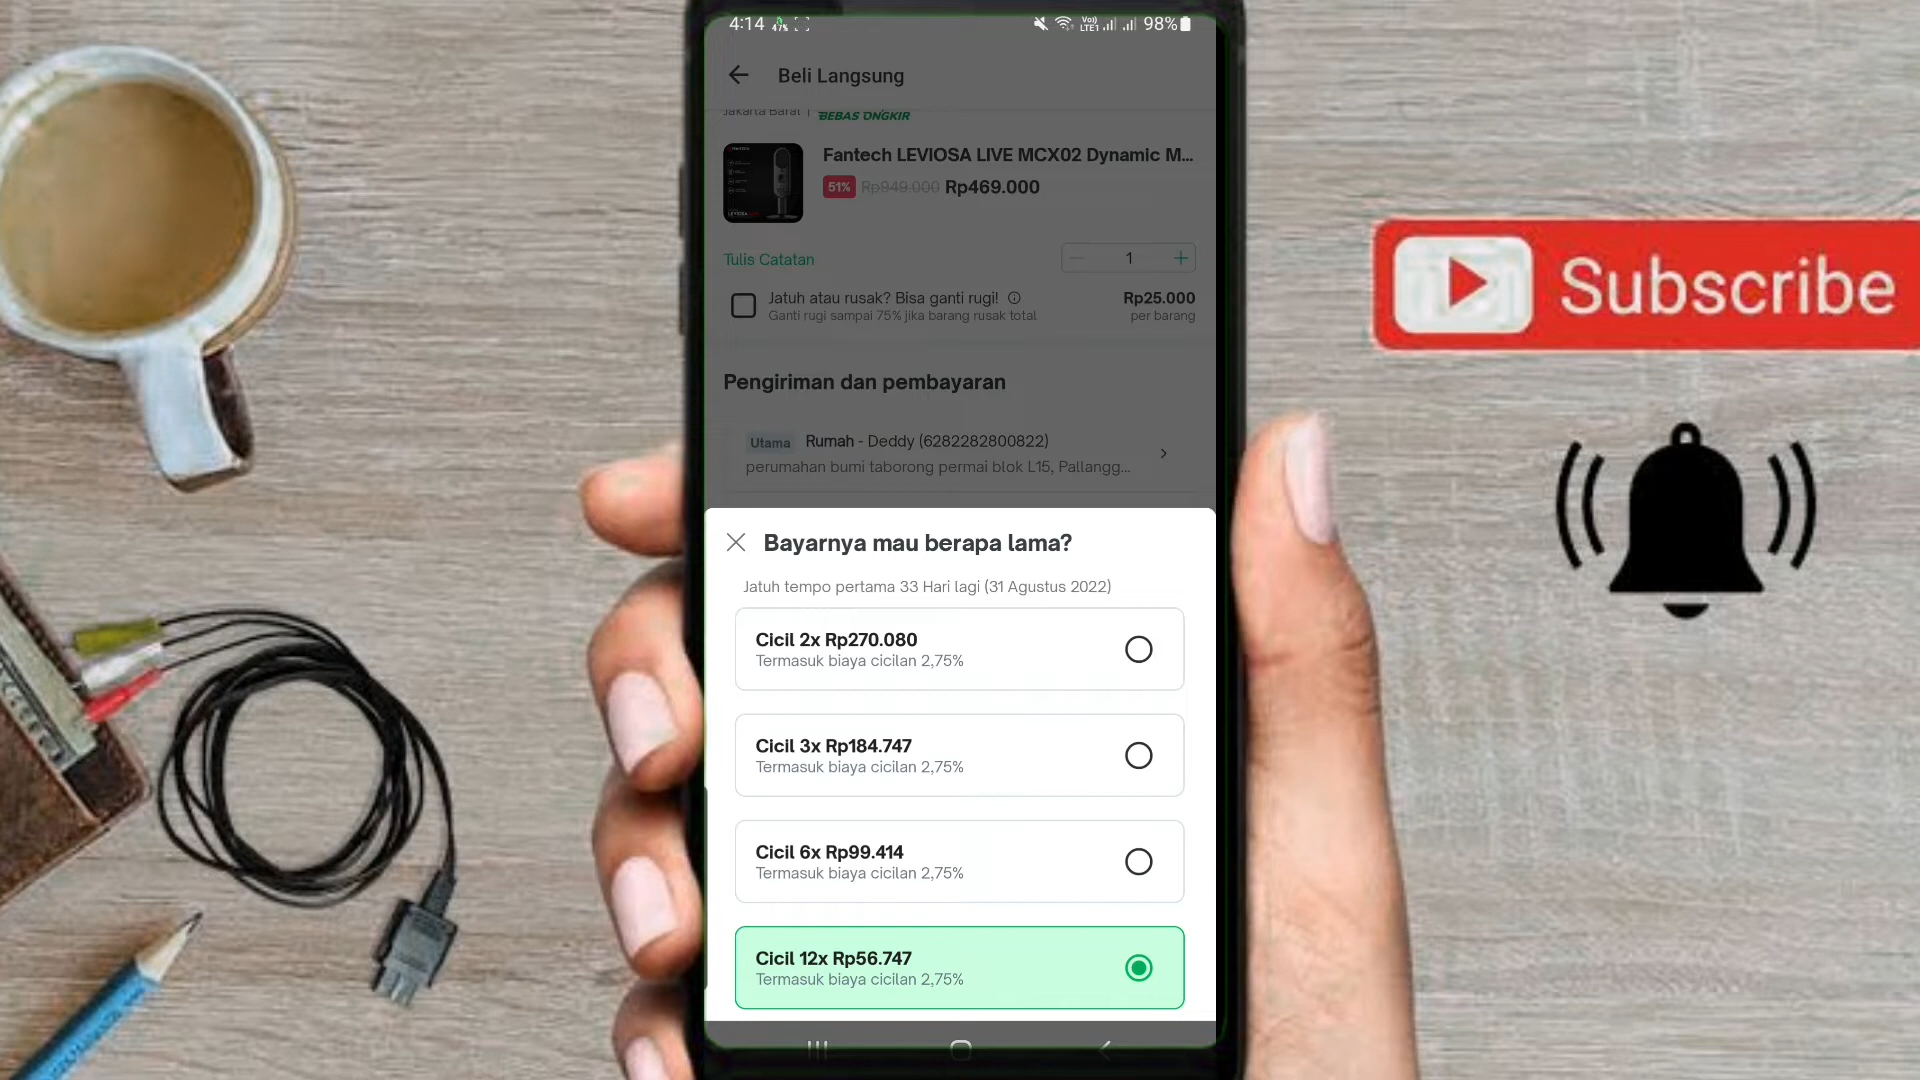 4:14
47%
Vo))
LTE1
98%
Beli Langsung
Jakarta Barat | BEBAS ONGKIR
Fantech LEVIOSA LIVE MCX02 Dynamic M...
51% Rp949.000 Rp469.000
Tulis Catatan
1
Jatuh atau rusak? Bisa ganti rugi!
Rp25.000
Ganti rugi sampai 75% jika barang rusak total
per barang
Pengiriman dan pembayaran
Utama Rumah - Deddy (6282282800822)
perumahan bumi taborong permai blok L15, Pallangg...
Bayarnya mau berapa lama?
Jatuh tempo pertama 33 Hari lagi (31 Agustus 2022)
Cicil 2x Rp270.080
Termasuk biaya cicilan 2,75%
Cicil 3x Rp184.747
Termasuk biaya cicilan 2,75%
Cicil 6x Rp99.414
Termasuk biaya cicilan 2,75%
Cicil 12x Rp56.747
Termasuk biaya cicilan 2,75%
Subscribe